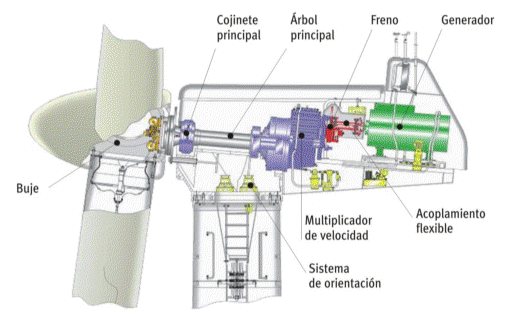 Cojinete
principal
Árbol
principal
Freno
Generador
Buje
Multiplicador
de velocidad
Acoplamiento
flexible
Sistema
de orientación